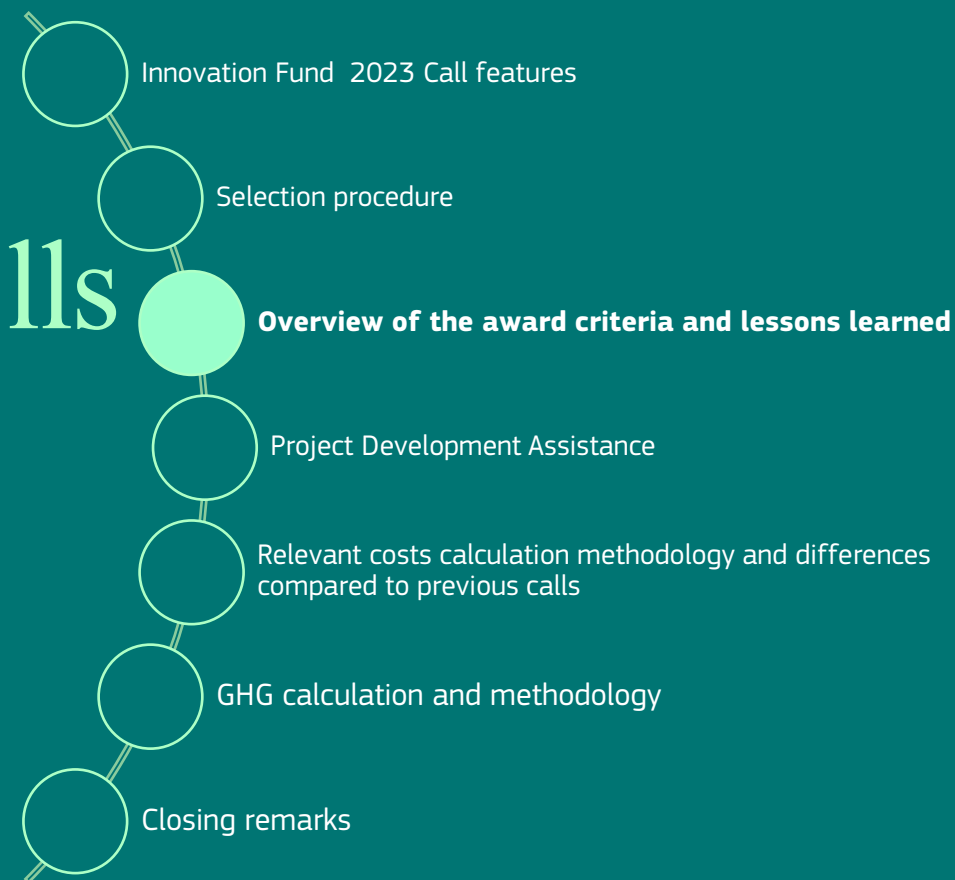 Innovation Fund 2023 Call features
Selection procedure
lls
Overview of the award criteria and lessons learned
Project Development Assistance
Relevant costs calculation methodology and differences
compared to previous calls
GHG calculation and methodology
Closing remarks